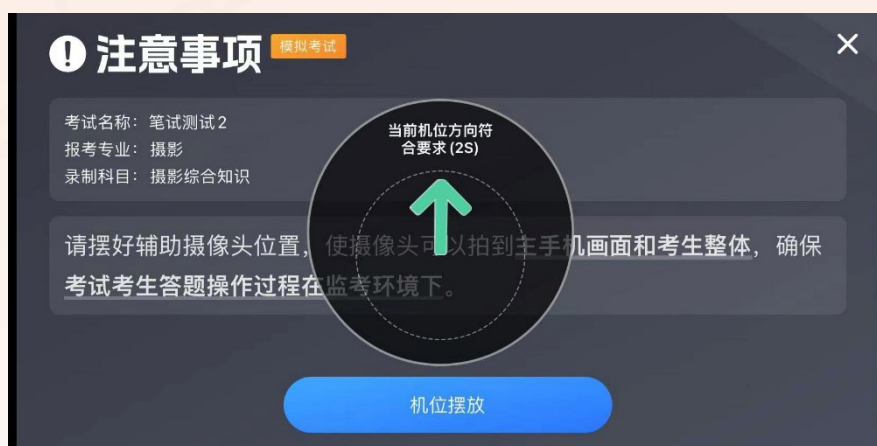 注意事项 模拟考试
考试名称：笔试测试2
报考专业：摄影
录制科目：摄影综合知识
当前机位方向符
合要求(2S)
请摆好辅助摄像头位置，使摄像头可以拍到主手机画面和考生整体，确保
考试考生答题操作过程在监考环境下。
机位摆放